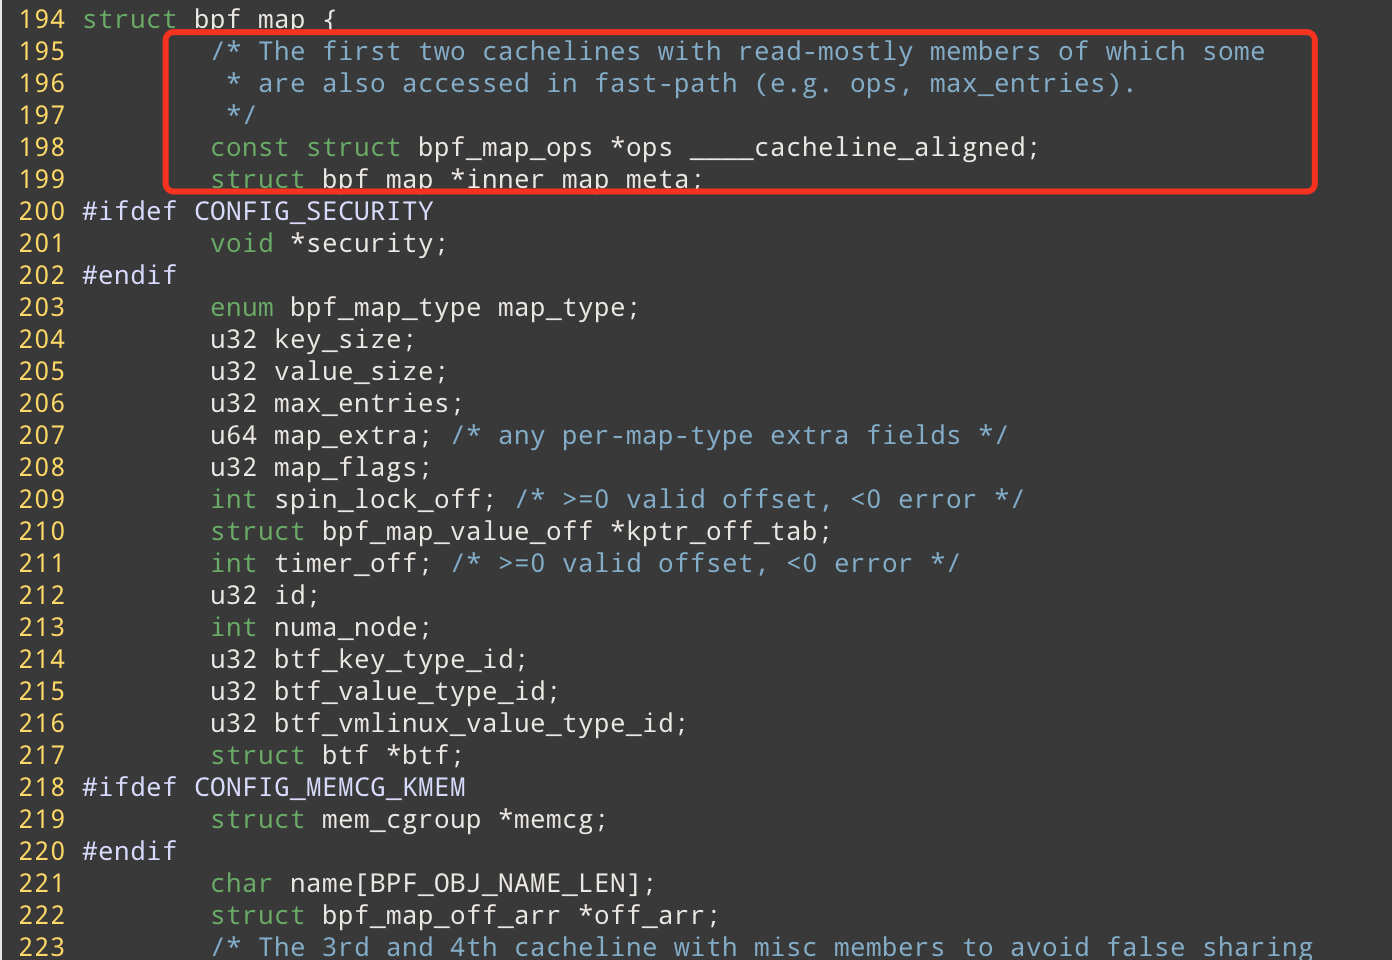 194 struct bpf_map {
195         /* The first two cachelines with read-mostly members of which some
196          * are also accessed in fast-path (e.g. ops, max_entries).
197          */
198         const struct bpf_map_ops *ops ____cacheline_aligned;
199         struct bpf_map *inner_map_meta;
200 #ifdef CONFIG_SECURITY
201         void *security;
202 #endif
203         enum bpf_map_type map_type;
204         u32 key_size;
205         u32 value_size;
206         u32 max_entries;
207         u64 map_extra; /* any per-map-type extra fields */
208         u32 map_flags;
209         int spin_lock_off; /* >=0 valid offset, <0 error */
210         struct bpf_map_value_off *kptr_off_tab;
211         int timer_off; /* >=0 valid offset, <0 error */
212         u32 id;
213         int numa_node;
214         u32 btf_key_type_id;
215         u32 btf_value_type_id;
216         u32 btf_vmlinux_value_type_id;
217         struct btf *btf;
218 #ifdef CONFIG_MEMCG_KMEM
219         struct mem_cgroup *memcg;
220 #endif
221         char name[BPF_OBJ_NAME_LEN];
222         struct bpf_map_off_arr *off_arr;
223         /* The 3rd and 4th cacheline with misc members to avoid false sharing